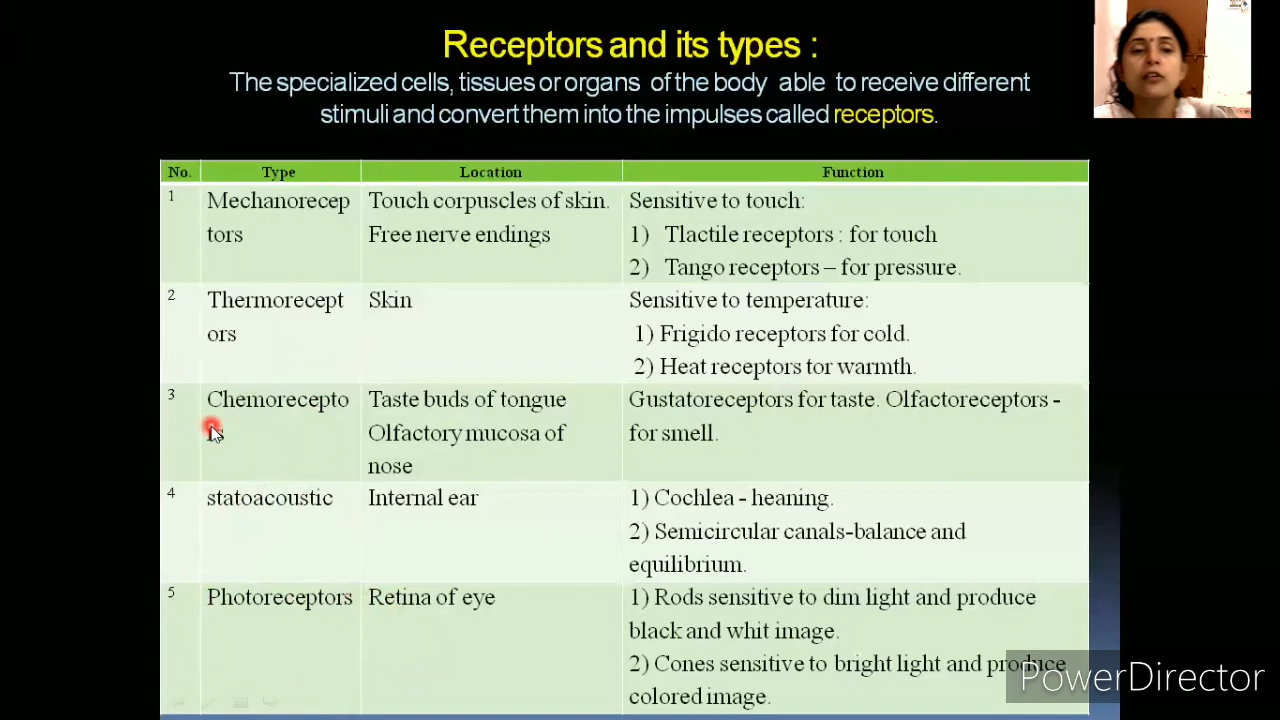 Receptors and its types :
The specialized cells, tissues or organs of the body able to receive different
stimuli and convert them into the impulses called receptors.
No. Type Location Function
1 Mechanorecep Touch corpuscles of skin. Sensitive to touch:
tors Free nerve endings 1) Tlactile receptors : for touch
2) Tango receptors – for pressure.
2 Thermorecept Skin Sensitive to temperature:
ors 1) Frigido receptors for cold.
2) Heat receptors tor warmth.
3 Chemorecepto Taste buds of tongue Gustatoreceptors for taste. Olfactoreceptors -
rs Olfactory mucosa of for smell.
nose
4 statoacoustic Internal ear 1) Cochlea - heaning.
2) Semicircular canals-balance and
equilibrium.
5 Photoreceptors Retina of eye 1) Rods sensitive to dim light and produce
black and whit image.
2) Cones sensitive to bright light and produce
colored image.
PowerDirector